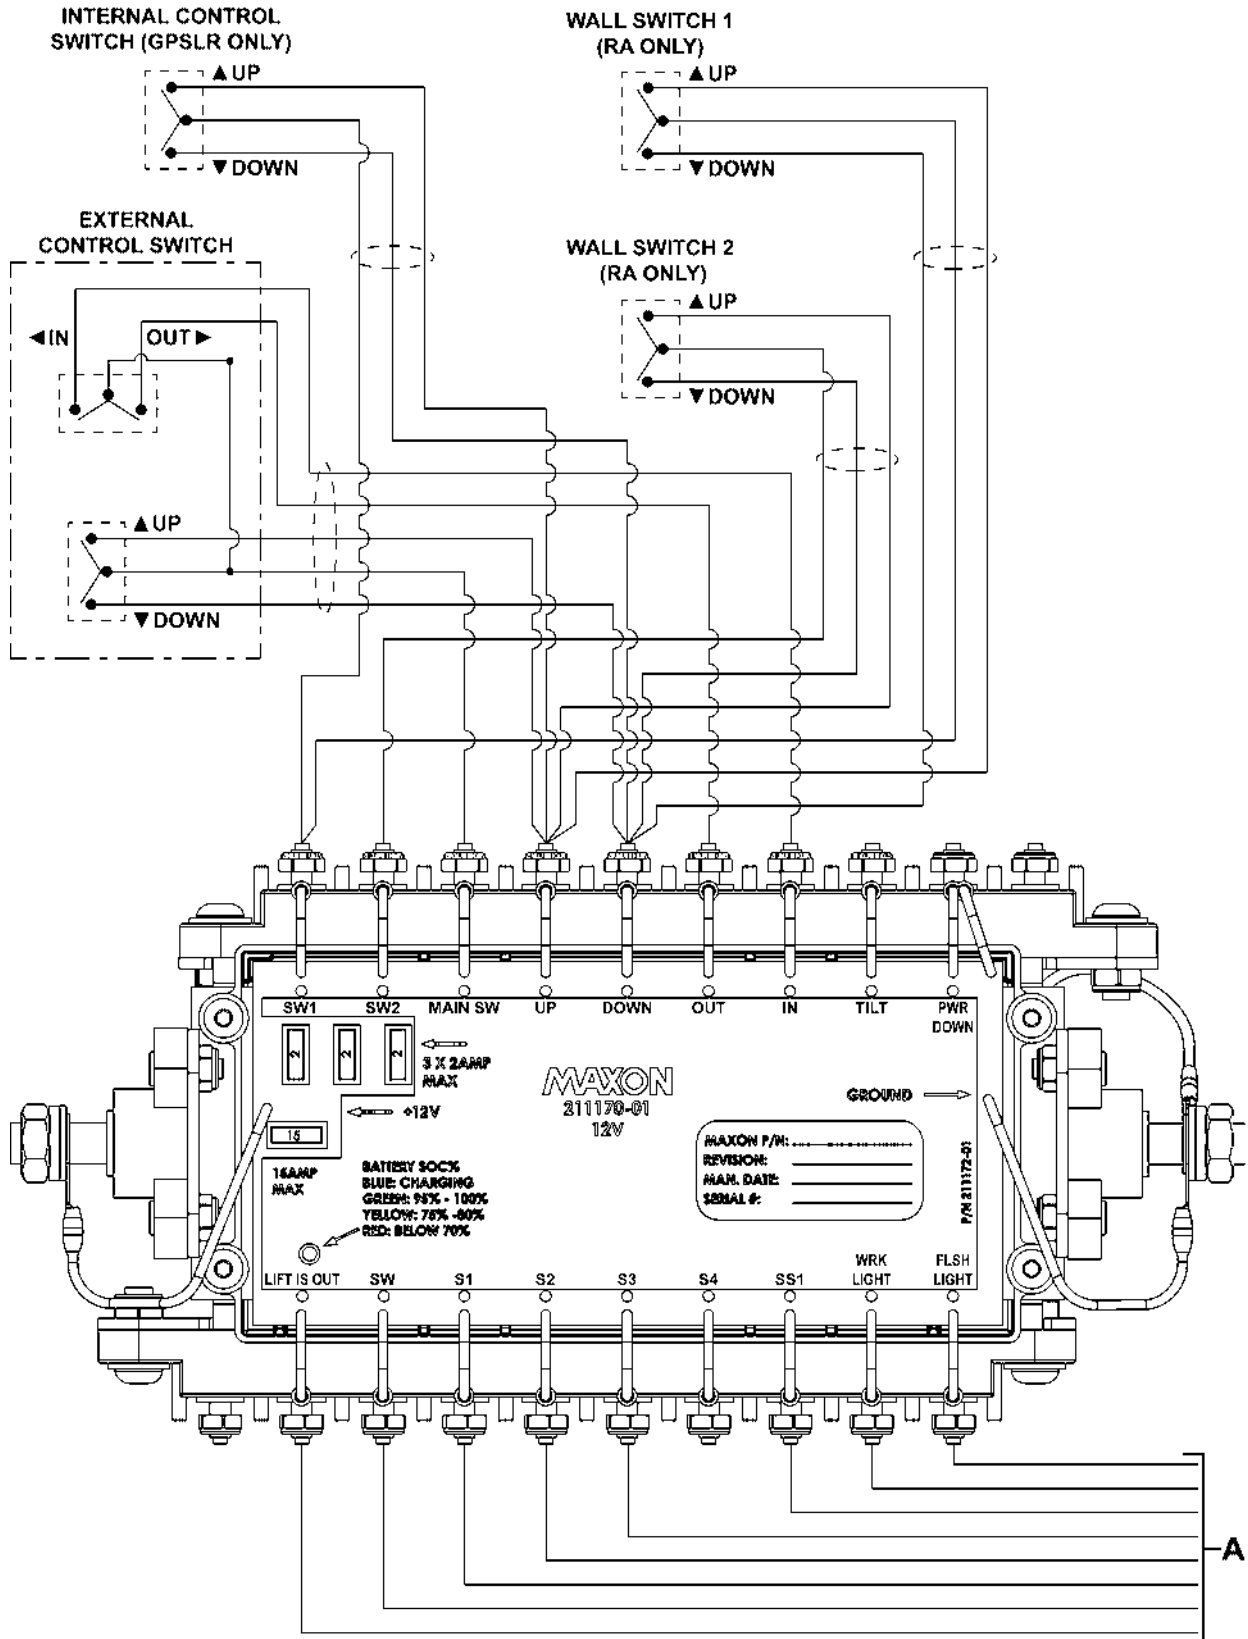 INTERNAL CONTROL
SWITCH (GPSLR ONLY)
▲UP
▼DOWN
WALL SWITCH 1
(RA ONLY)
▲UP
▼DOWN
EXTERNAL
CONTROL SWITCH
◄IN
OUT►
▲UP
▼DOWN
WALL SWITCH 2
(RA ONLY)
▲UP
▼DOWN
SW1 SW2 MAIN SW UP DOWN OUT IN TILT PWR
DOWN
2 2 2
3 X 2AMP
MAX
+12V
15
15AMP
MAX
MAXON
211170-01
12V
GROUND
MAXON P/N:
REVISION:
MAN. DATE:
SERIAL #:
P/N 211172-01
BATTERY SOC%
BLUE: CHARGING
GREEN: 95% - 100%
YELLOW: 75% -80%
RED: BELOW 70%
LIFT IS OUT SW S1 S2 S3 S4 SS1 WRK
LIGHT
FLSH
LIGHT
A